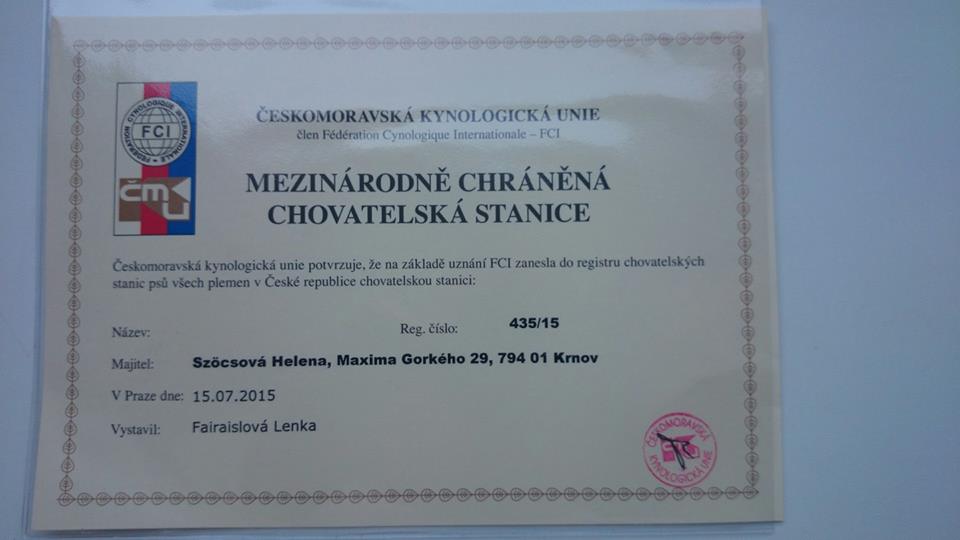 FÉDÉRATION CYNOLOGIQUE INTERNATIONALE
FCI
ČMKU
ČESKOMORAVSKÁ KYNOLOGICKÁ UNIE
člen Fédération Cynologique Internationale – FCI
MEZINÁRODNĚ CHRÁNĚNÁ
CHOVATELSKÁ STANICE
Českomoravská kynologická unie potvrzuje, že na základě uznání FCI zanesla do registru chovatelských
stanic psů všech plemen v České republice chovatelskou stanici:
Název: Reg. číslo: 435/15
Majitel: Szöcsová Helena, Maxima Gorkého 29, 794 01 Krnov
V Praze dne: 15.07.2015
Vystavil: Fairaislová Lenka
ČESKOMORAVSKÁ
KYNOLOGICKÁ UNIE